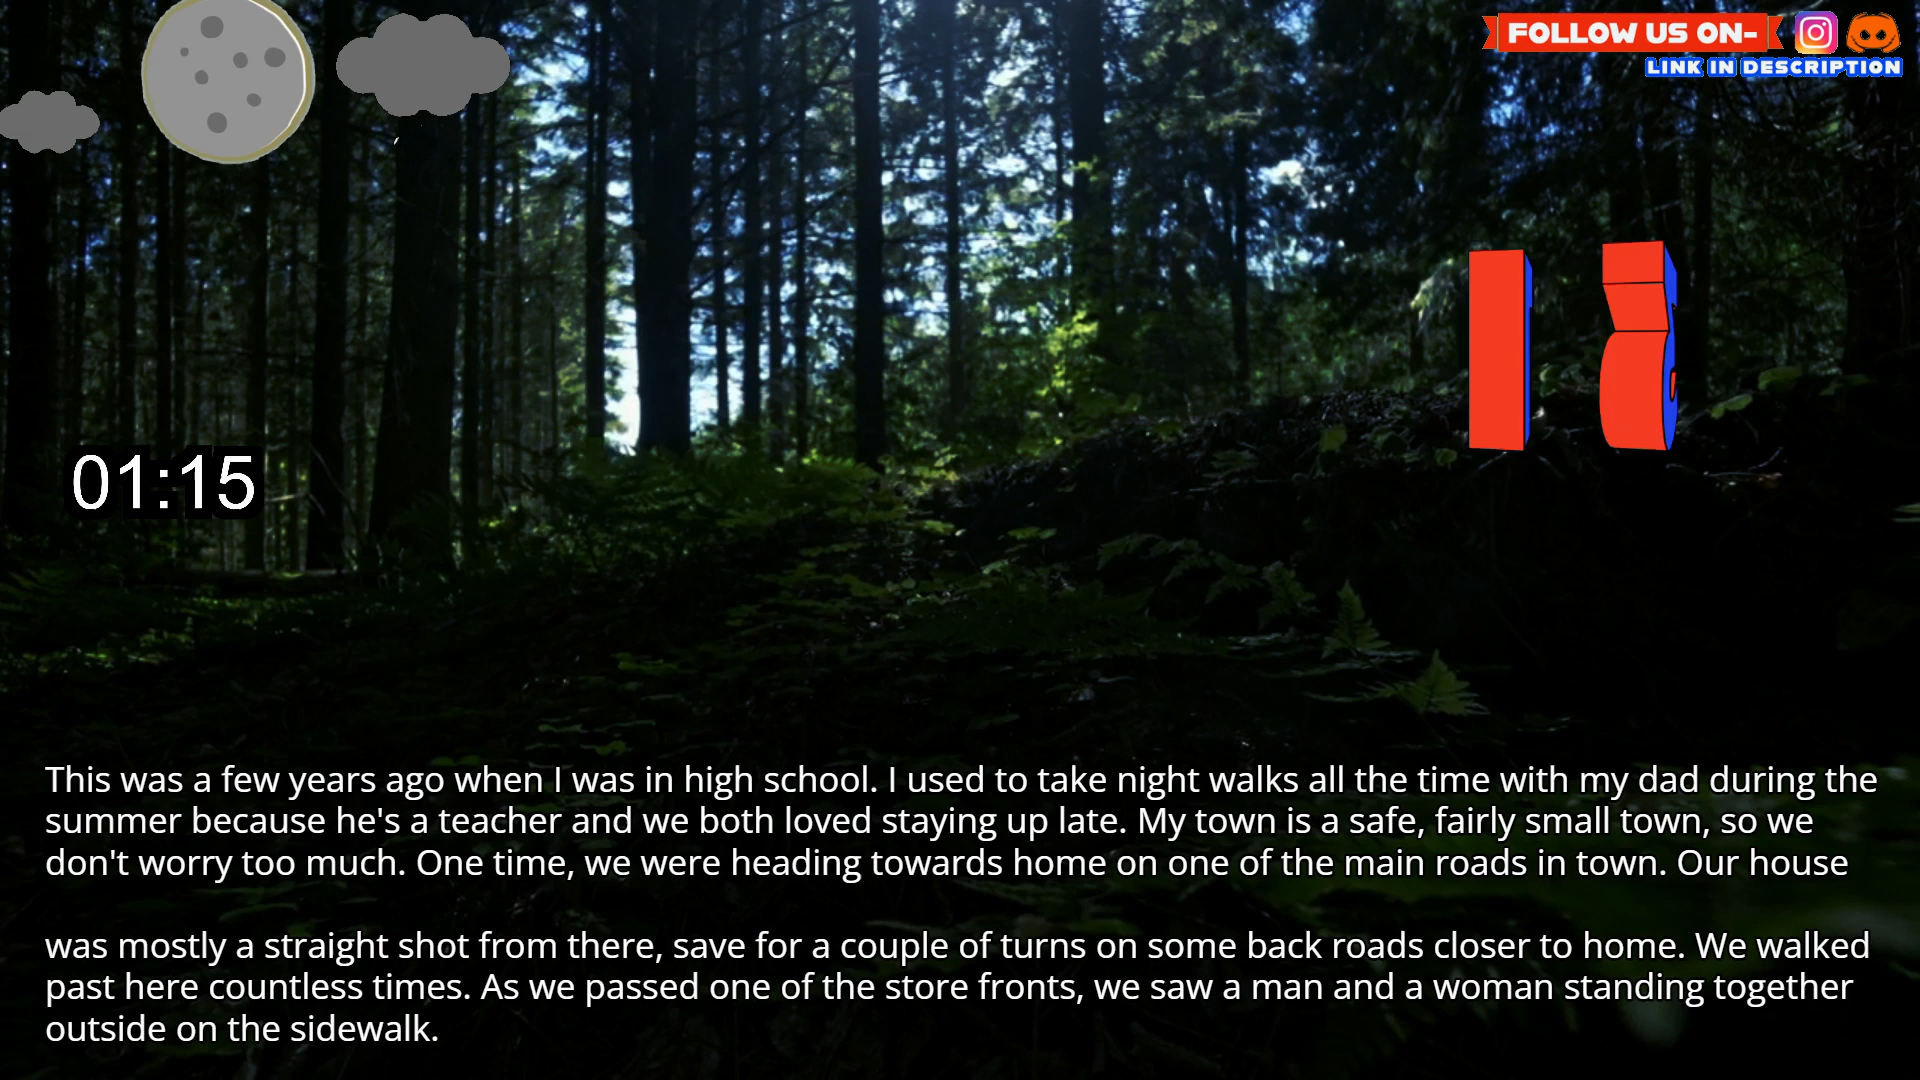 FOLLOW US ON-
LINK IN DESCRIPTION
01:15
This was a few years ago when I was in high school. I used to take night walks all the time with my dad during the
summer because he's a teacher and we both loved staying up late. My town is a safe, fairly small town, so we
don't worry too much. One time, we were heading towards home on one of the main roads in town. Our house
was mostly a straight shot from there, save for a couple of turns on some back roads closer to home. We walked
past here countless times. As we passed one of the store fronts, we saw a man and a woman standing together
outside on the sidewalk.